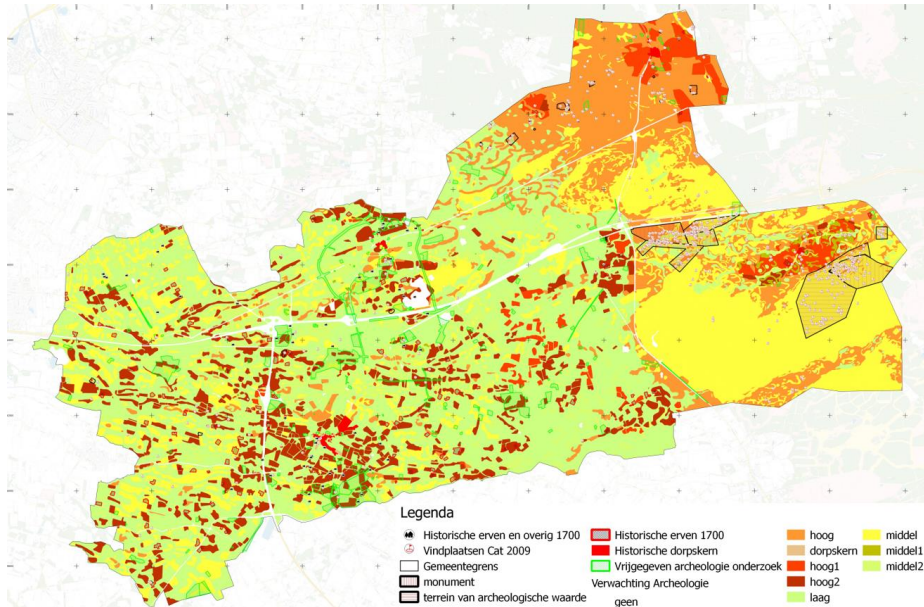 Legenda
Historische erven en overig 1700
Vindplaatsen Cat 2009
Gemeentegrens
monument
terrein van archeologische waarde
Historische erven 1700
Historische dorpskern
Vrijgegeven archeologie onderzoek
Verwachting Archeologie
geen
hoog
dorpskern
hoog1
hoog2
laag
middel
middel1
middel2